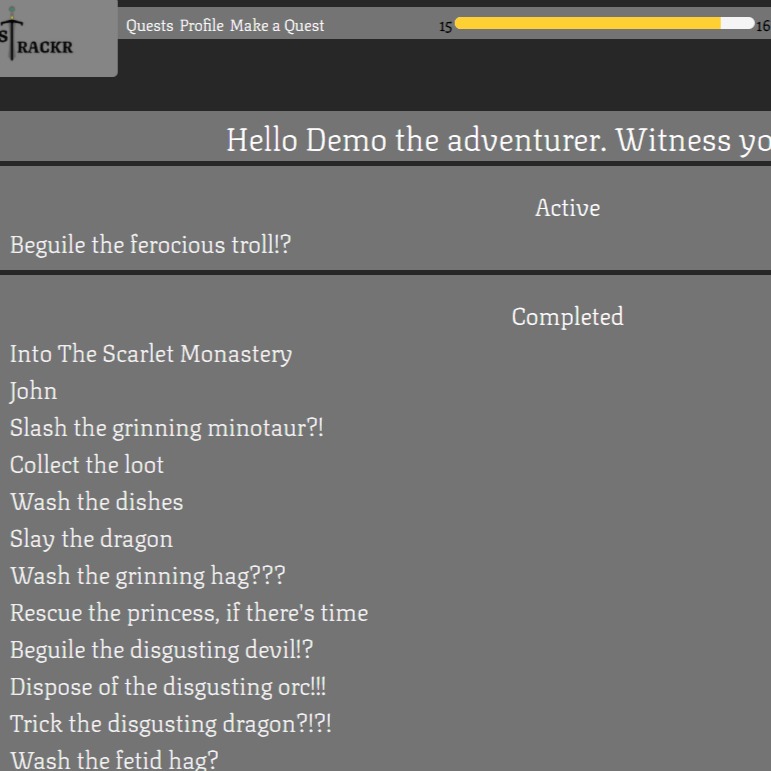 STRACKR
Quests Profile Make a Quest 15 16
Hello Demo the adventurer. Witness yo
Active
Beguile the ferocious troll!?
Completed
Into The Scarlet Monastery
John
Slash the grinning minotaur?!
Collect the loot
Wash the dishes
Slay the dragon
Wash the grinning hag???
Rescue the princess, if there's time
Beguile the disgusting devil!?
Dispose of the disgusting orc!!!
Trick the disgusting dragon?!?!
Wash the fetid hag?